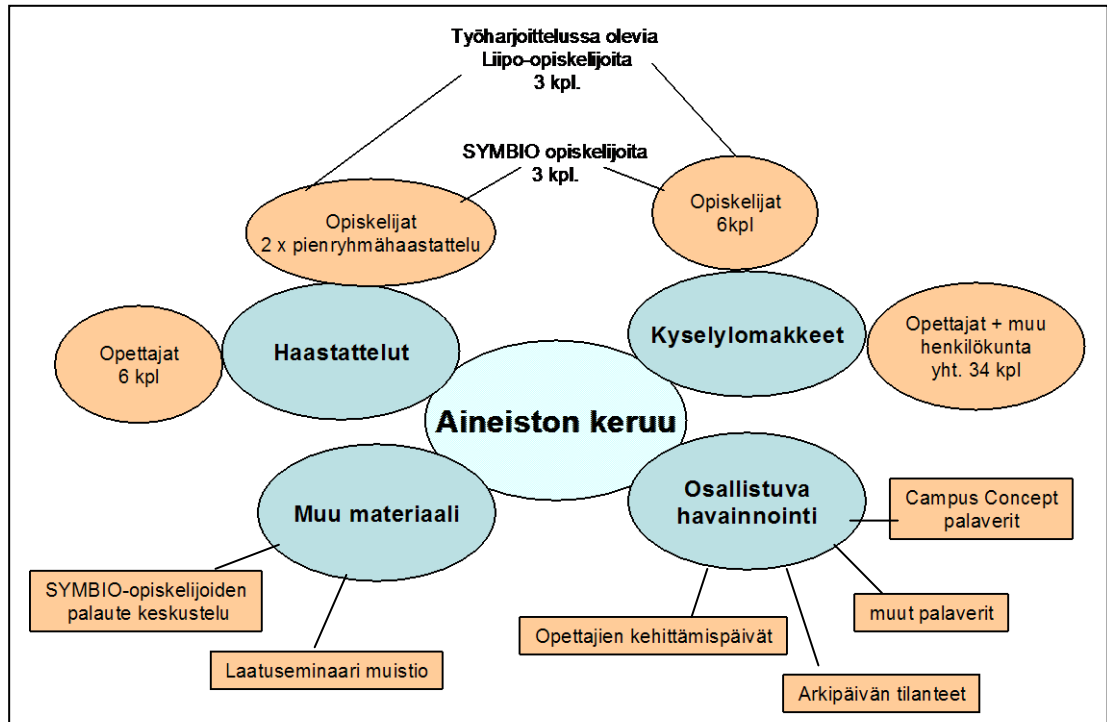 Työharjoittelussa olevia
Liipo-opiskelijoita
3 kpl.
SYMBIO opiskelijoita
3 kpl.
Opiskelijat
2 x pienryhmähaastattelu
Opiskelijat
6kpl
Opettajat
6 kpl
Haastattelut
Kyselylomakkeet
Opettajat + muu
henkilökunta
yht. 34 kpl
Aineiston keruu
Muu materiaali
Osallistuva
havainnointi
Campus Concept
palaverit
SYMBIO-opiskelijoiden
palaute keskustelu
muut palaverit
Opettajien kehittämispäivät
Laatuseminaari muistio
Arkipäivän tilanteet